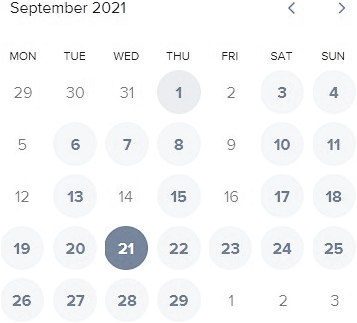 September 2021
MON TUE WED THU FRI SAT SUN
29 30 31 1 2 3 4
5 6 7 8 9 10 11
12 13 14 15 16 17 18
19 20 21 22 23 24 25
26 27 28 29 1 2 3